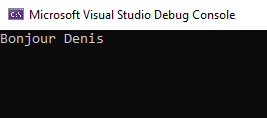 C:\
Microsoft Visual Studio Debug Console
Bonjour Denis